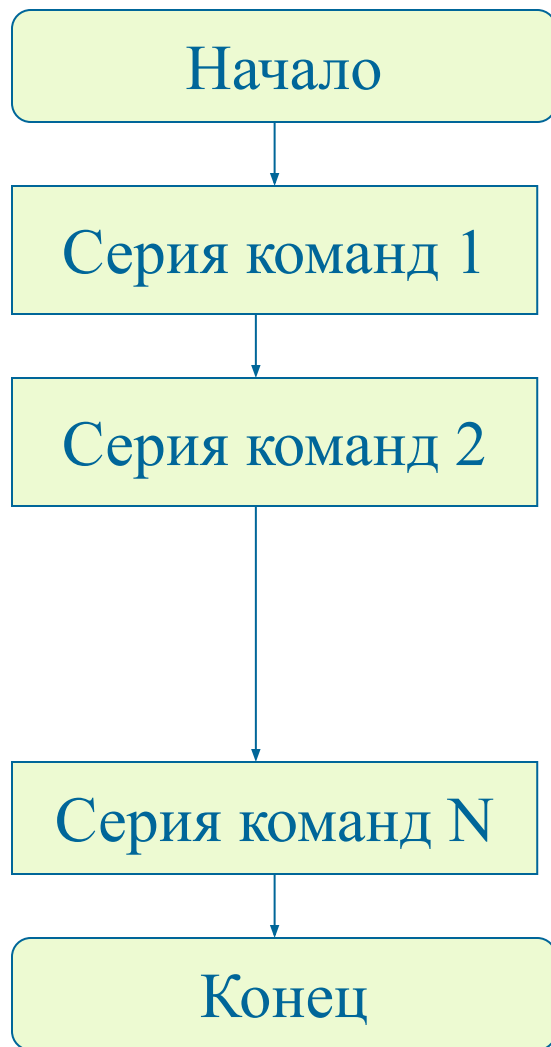 Начало
Серия команд 1
Серия команд 2
Серия команд N
Конец